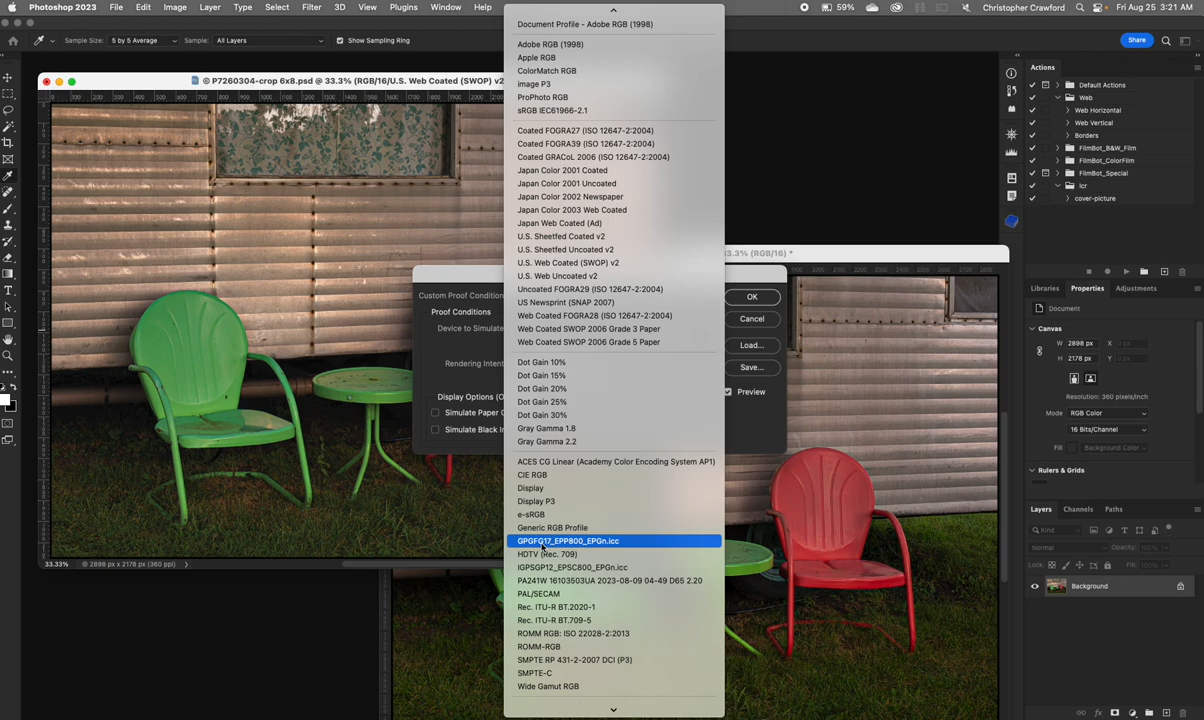 Photoshop 2023 File Edit Image Layer Type Select Filter 3D View Plugins Window Help 59% Christopher Crawford Fri Aug 25 3:21 AM
Sample Size: 5 by 5 Average Sample: All Layers Show Sampling Ring Share
© P7260304-crop 6x8.psd @ 33.3% (RGB/16/U.S. Web Coated (SWOP) v2
33.33% © 2898 px x 2178 px (360 ppi)
Document Profile - Adobe RGB (1998)
Adobe RGB (1998)
Apple RGB
ColorMatch RGB
image P3
ProPhoto RGB
sRGB IEC61966-2.1
Coated FOGRA27 (ISO 12647-2:2004)
Coated FOGRA39 (ISO 12647-2:2004)
Coated GRACoL 2006 (ISO 12647-2:2004)
Japan Color 2001 Coated
Japan Color 2001 Uncoated
Japan Color 2002 Newspaper
Japan Color 2003 Web Coated
Japan Web Coated (Ad)
U.S. Sheetfed Coated v2
U.S. Sheetfed Uncoated v2
U.S. Web Coated (SWOP) v2
U.S. Web Uncoated v2
Uncoated FOGRA29 (ISO 12647-2:2004)
US Newsprint (SNAP 2007)
Web Coated FOGRA28 (ISO 12647-2:2004)
Web Coated SWOP 2006 Grade 3 Paper
Web Coated SWOP 2006 Grade 5 Paper
Dot Gain 10%
Dot Gain 15%
Dot Gain 20%
Dot Gain 25%
Dot Gain 30%
Gray Gamma 1.8
Gray Gamma 2.2
ACES CG Linear (Academy Color Encoding System AP1)
CIE RGB
Display
Display P3
e-sRGB
Generic RGB Profile
GPGFG17_EPP800_EPGn.icc
HDTV (Rec. 709)
IGPSGP12_EPSC800_EPGn.icc
PA241W 16103503UA 2023-08-09 04-49 D65 2.20
PAL/SECAM
Rec. ITU-R BT.2020-1
Rec. ITU-R BT.709-5
ROMM RGB: ISO 22028-2:2013
ROMM-RGB
SMPTE RP 431-2-2007 DCI (P3)
SMPTE-C
Wide Gamut RGB
Custom Proof Condition
Proof Conditions
Device to Simulate
Rendering Intent
Display Options (O
Simulate Paper C
Simulate Black In
OK
Cancel
Load...
Save...
Preview
33.3% (RGB/16) *
Actions
Default Actions
Web
Web Horizontal
Web Vertical
Borders
FilmBot_B&W_Film
FilmBot_ColorFilm
FilmBot_Special
lcr
cover-picture
Libraries Properties Adjustments
Document
Canvas
W 2898 px X 0 px
H 2178 px Y 0 px
Resolution: 360 pixels/inch
Mode RGB Color
16 Bits/Channel
Fill Background Color
Rulers & Grids
Layers Channels Paths
Kind
Normal Opacity: 100%
Lock: Fill: 100%
Background